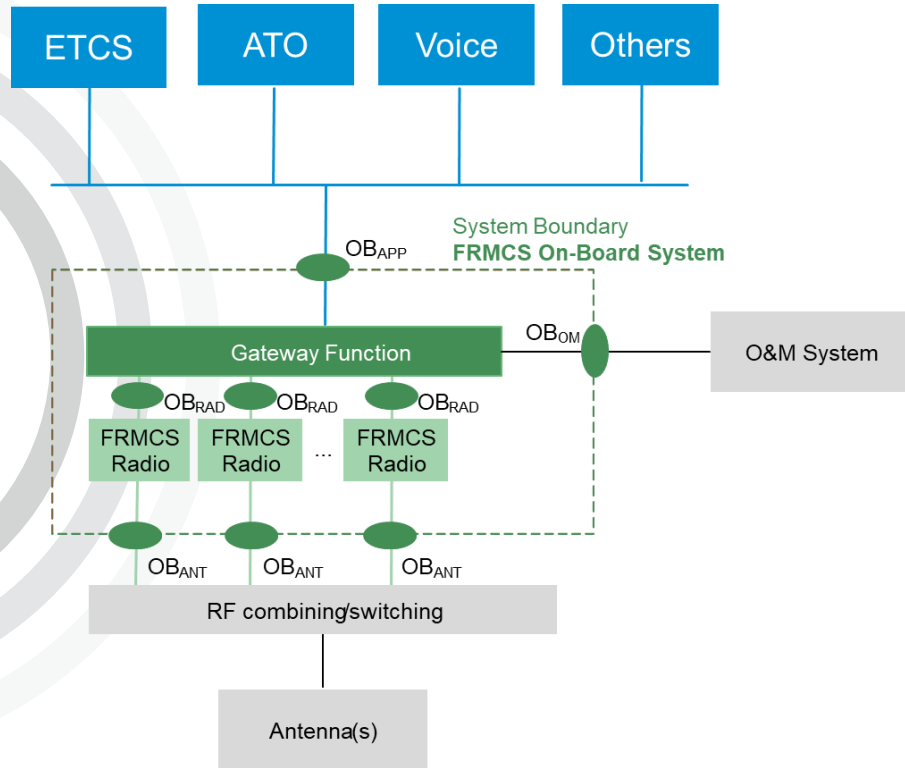 ETCS
ATO
Voice
Others
System Boundary
FRMCS On-Board System
OBAPP
Gateway Function
OBOM
O&M System
OBRAD
OBRAD
OBRAD
FRMCS
Radio
FRMCS
Radio
...
FRMCS
Radio
OBANT
OBANT
OBANT
RF combining/switching
Antenna(s)